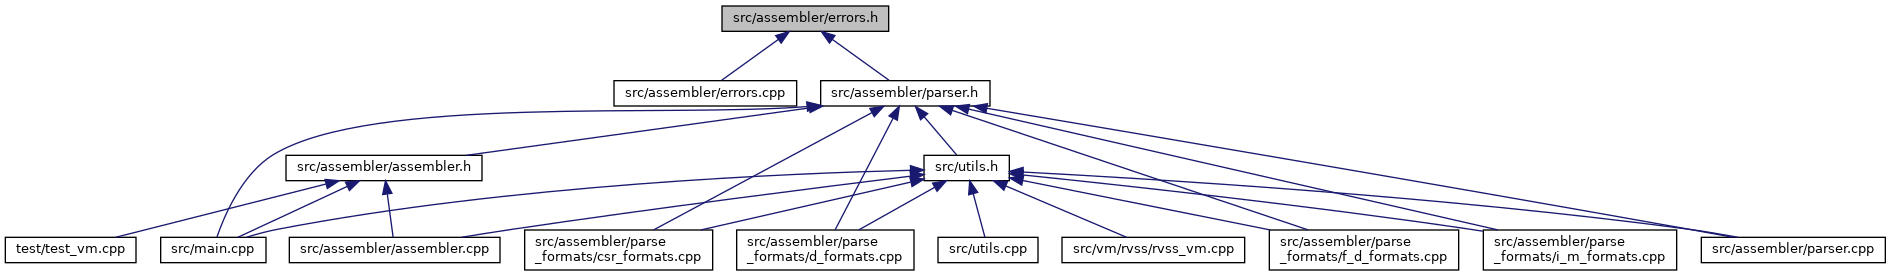 src/assembler/errors.h
src/assembler/errors.cpp
src/assembler/parser.h
src/assembler/assembler.h
src/utils.h
test/test_vm.cpp
src/main.cpp
src/assembler/assembler.cpp
src/assembler/parse
_formats/csr_formats.cpp
src/assembler/parse
_formats/d_formats.cpp
src/utils.cpp
src/vm/rvss/rvss_vm.cpp
src/assembler/parse
_formats/f_d_formats.cpp
src/assembler/parse
_formats/i_m_formats.cpp
src/assembler/parser.cpp